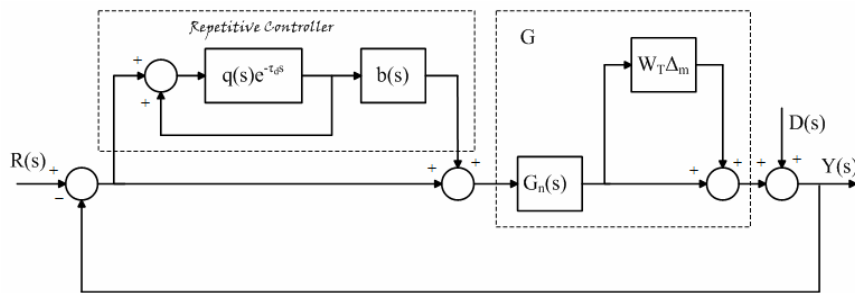 Repetitive Controller
G
+
+
q(s)e^{-τ_d s}
b(s)
W_TΔ_m
D(s)
R(s)
+
−
+
+
G_n(s)
+
+
+
+
Y(s)